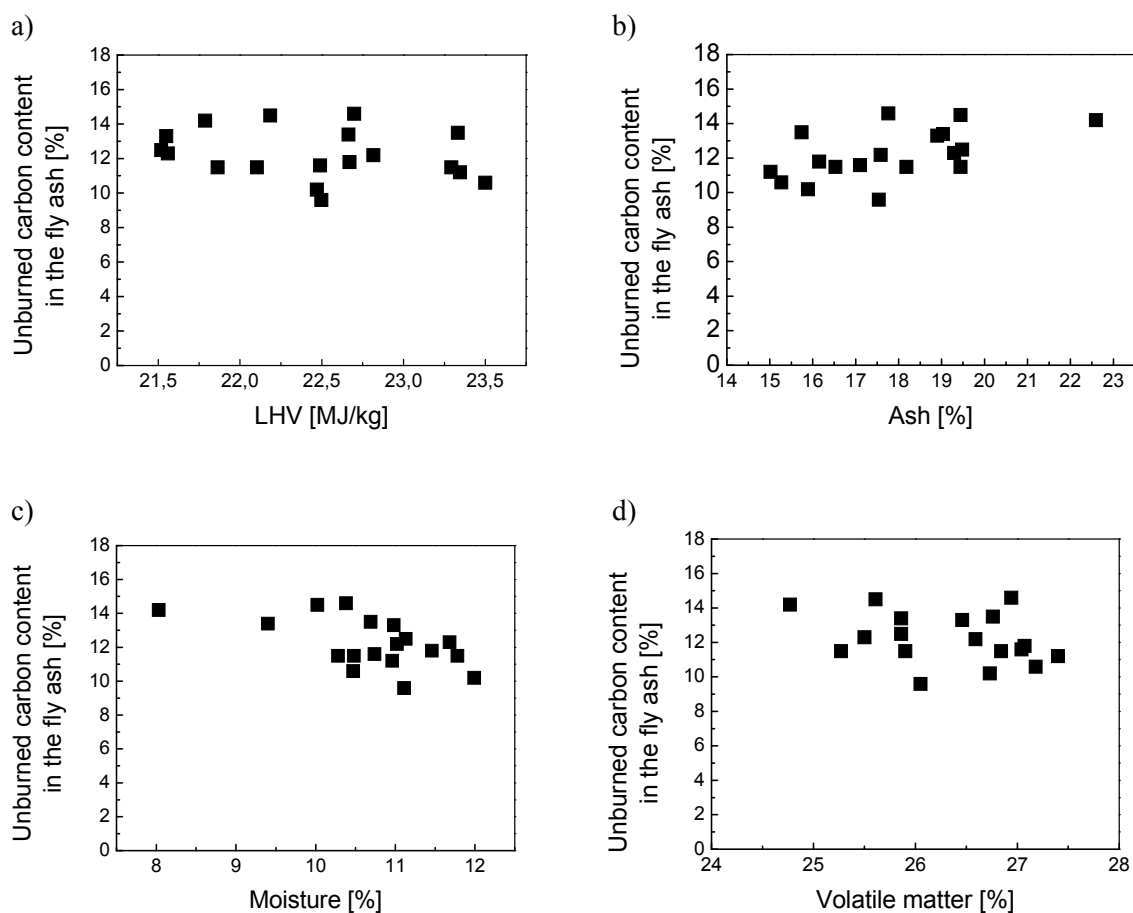 a)
Unburned carbon content
in the fly ash [%]
18
16
14
12
10
8
6
4
2
0
21,5 22,0 22,5 23,0 23,5
LHV [MJ/kg]
b)
Unburned carbon content
in the fly ash [%]
18
16
14
12
10
8
6
4
2
0
14 15 16 17 18 19 20 21 22 23
Ash [%]
c)
Unburned carbon content
in the fly ash [%]
18
16
14
12
10
8
6
4
2
0
8 9 10 11 12
Moisture [%]
d)
Unburned carbon content
in the fly ash [%]
18
16
14
12
10
8
6
4
2
0
24 25 26 27 28
Volatile matter [%]